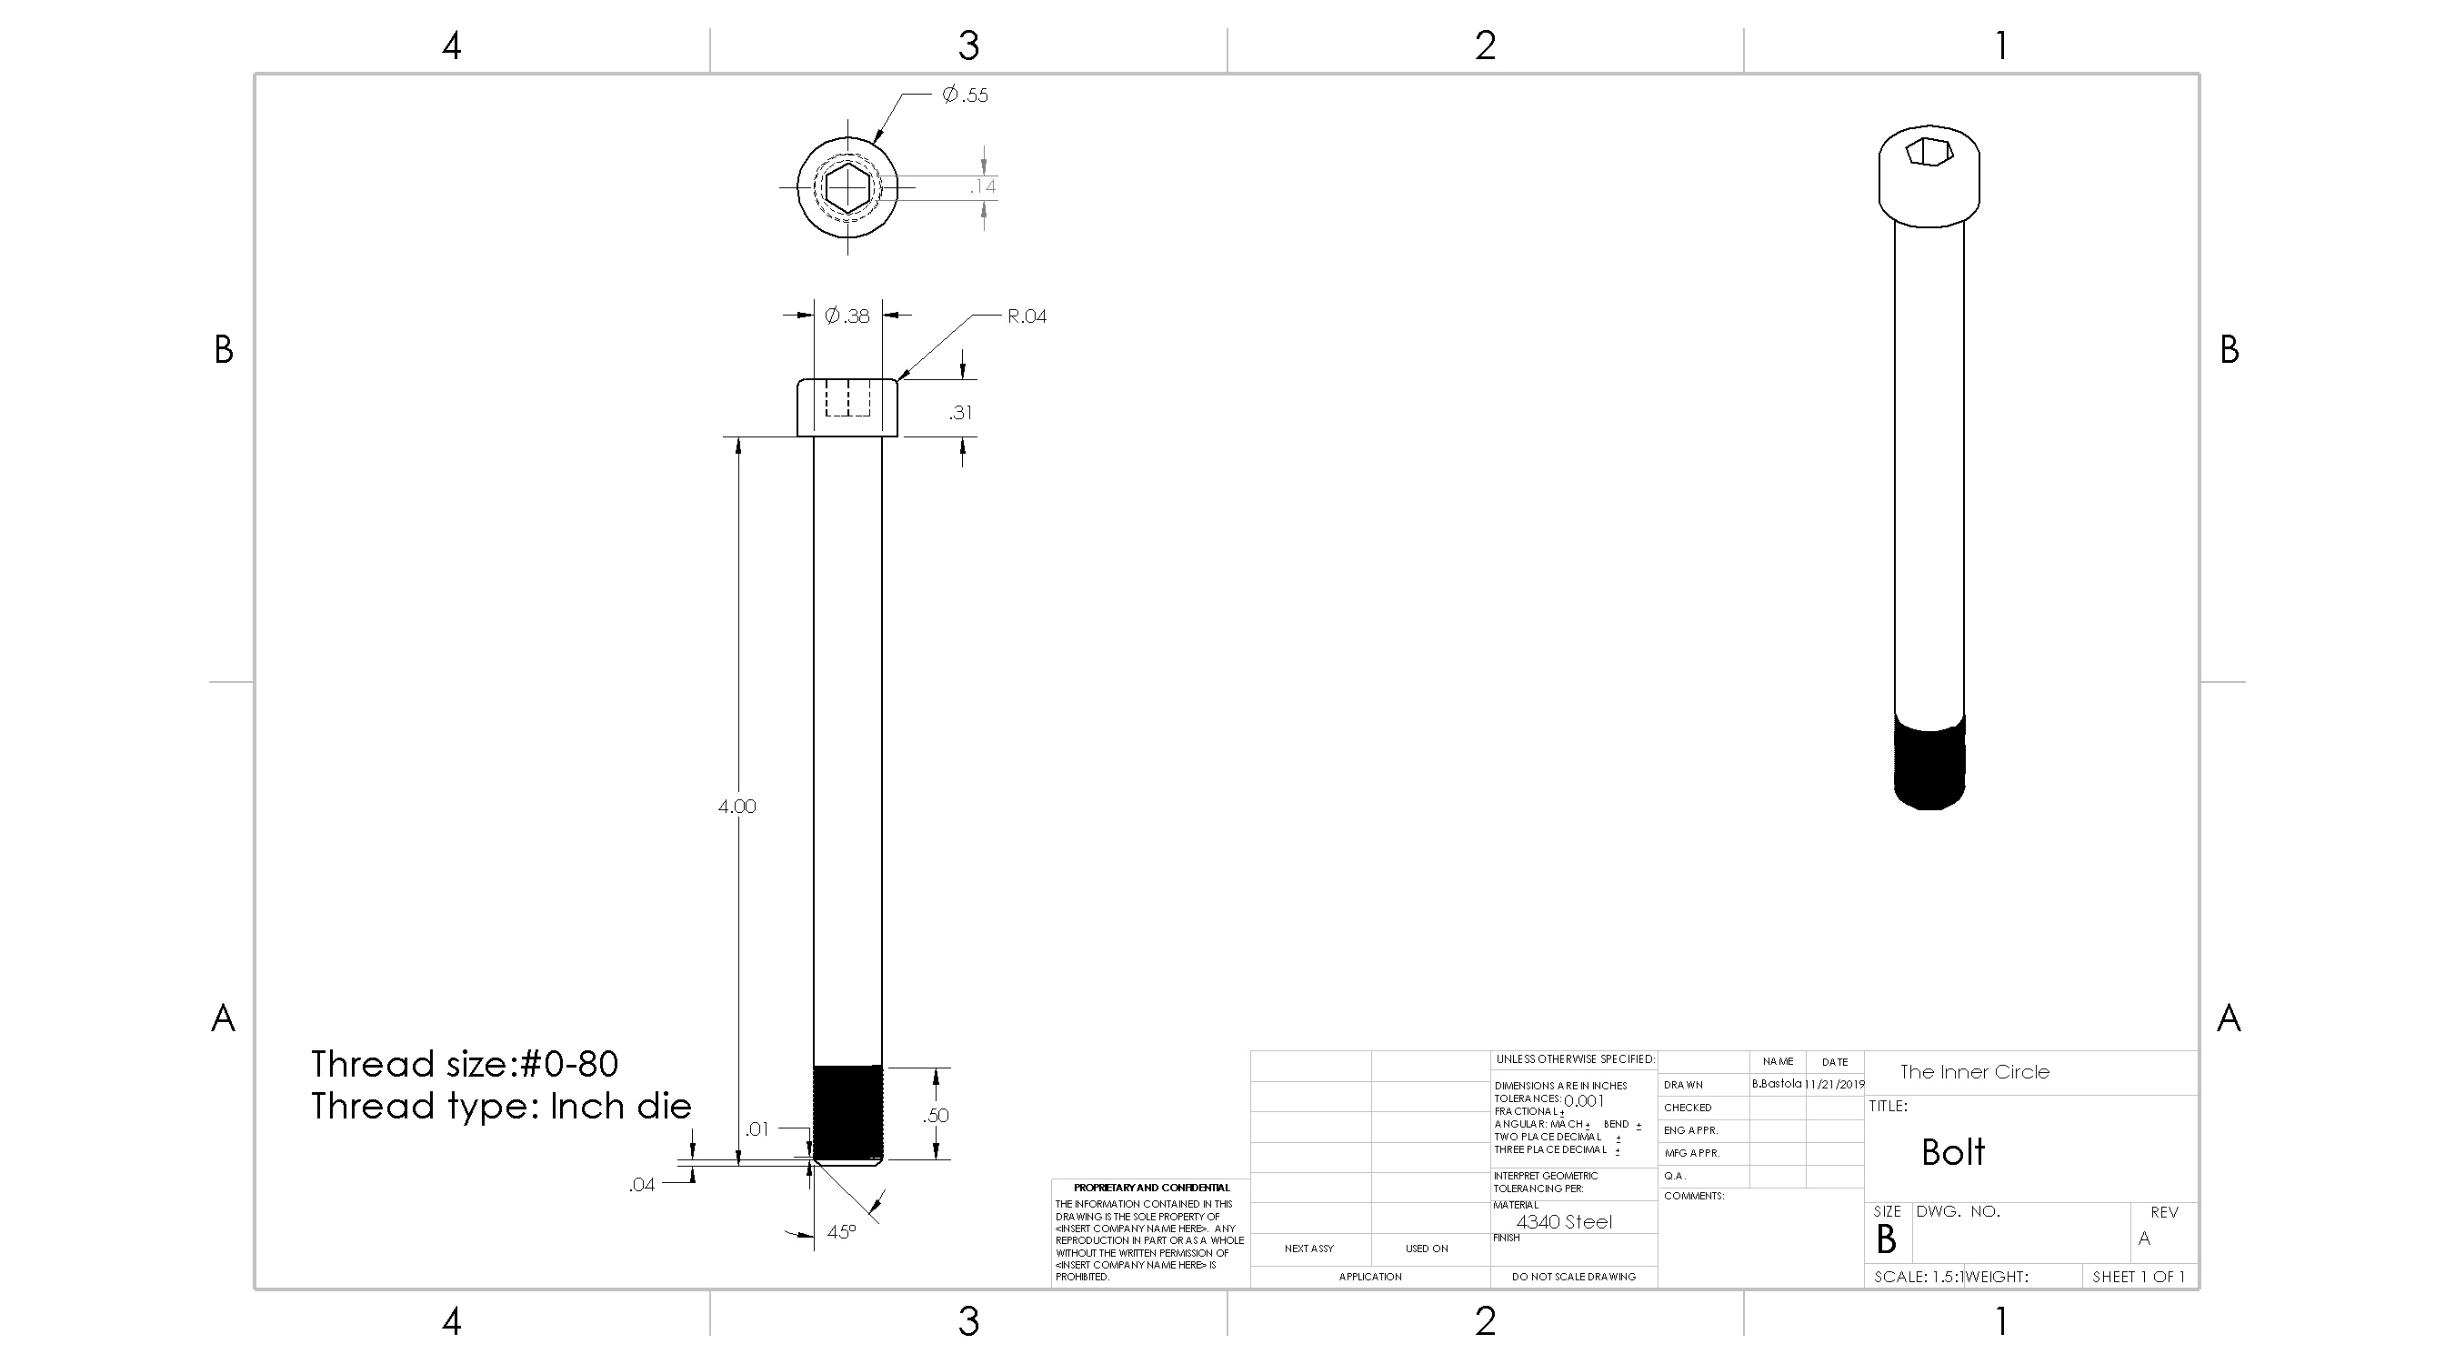 4 3 2 1
Ø.55
.14
Ø.38
R.04
B B
.31
4.00
A A
Thread size:#0-80
Thread type: Inch die
.01
.50
.04
45°
PROPRIETARY AND CONFIDENTIAL
THE INFORMATION CONTAINED IN THIS
DRAWING IS THE SOLE PROPERTY OF
<INSERT COMPANY NAME HERE>. ANY
REPRODUCTION IN PART OR AS A WHOLE
WITHOUT THE WRITTEN PERMISSION OF
<INSERT COMPANY NAME HERE> IS
PROHIBITED.
NEXT ASSY USED ON
APPLICATION
UNLESS OTHERWISE SPECIFIED:
DIMENSIONS ARE IN INCHES
TOLERANCES: 0.001
FRACTIONAL ±
ANGULAR: MACH ± BEND ±
TWO PLACE DECIMAL ±
THREE PLACE DECIMAL ±
INTERPRET GEOMETRIC
TOLERANCING PER:
MATERIAL
4340 Steel
FINISH
DO NOT SCALE DRAWING
NAME DATE
DRAWN B.Bastola 11/21/2019
CHECKED
ENG APPR.
MFG APPR.
Q.A.
COMMENTS:
The Inner Circle
TITLE:
Bolt
SIZE DWG. NO. REV
B A
SCALE: 1.5:1 WEIGHT: SHEET 1 OF 1
4 3 2 1